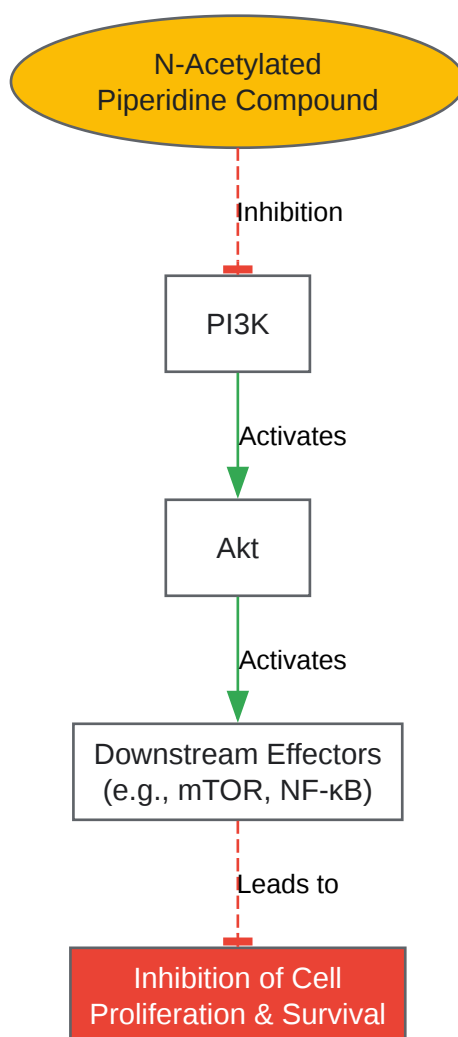 N-Acetylated
Piperidine Compound
Inhibition
PI3K
Activates
Akt
Activates
Downstream Effectors
(e.g., mTOR, NF-κB)
Leads to
Inhibition of Cell
Proliferation & Survival